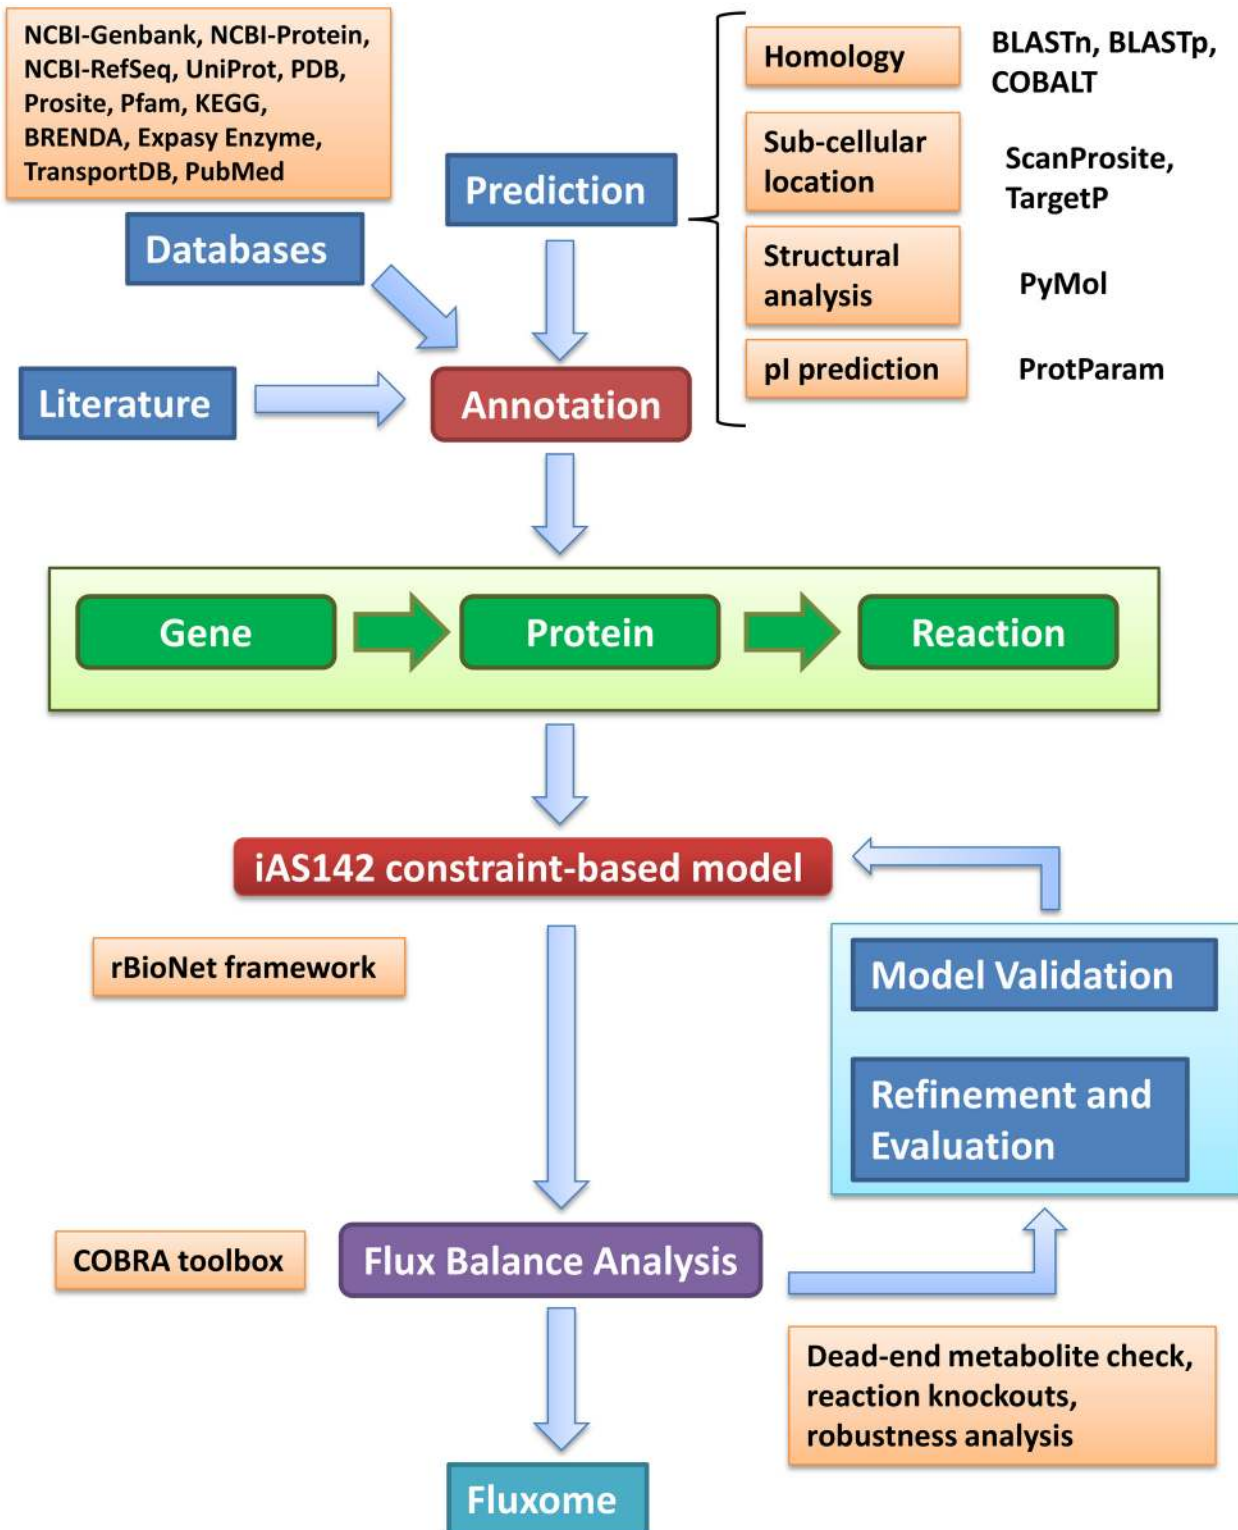 NCBI-Genbank, NCBI-Protein,
NCBI-RefSeq, UniProt, PDB,
Prosite, Pfam, KEGG,
BRENDA, Expasy Enzyme,
TransportDB, PubMed
Databases
Prediction
Homology
BLASTn, BLASTp,
COBALT
Sub-cellular
location
ScanProsite,
TargetP
Structural
analysis
PyMol
pI prediction
ProtParam
Literature
Annotation
Gene
Protein
Reaction
iAS142 constraint-based model
rBioNet framework
Model Validation
Refinement and
Evaluation
COBRA toolbox
Flux Balance Analysis
Dead-end metabolite check,
reaction knockouts,
robustness analysis
Fluxome